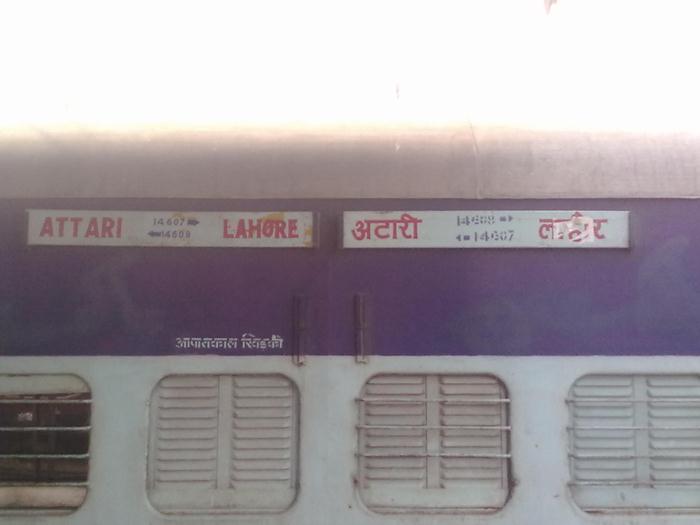 ATTARI 14607 → LAHORE
← 14608
अटारी 14608 → लाहौर
← 14607
आपातकाल खिड़की